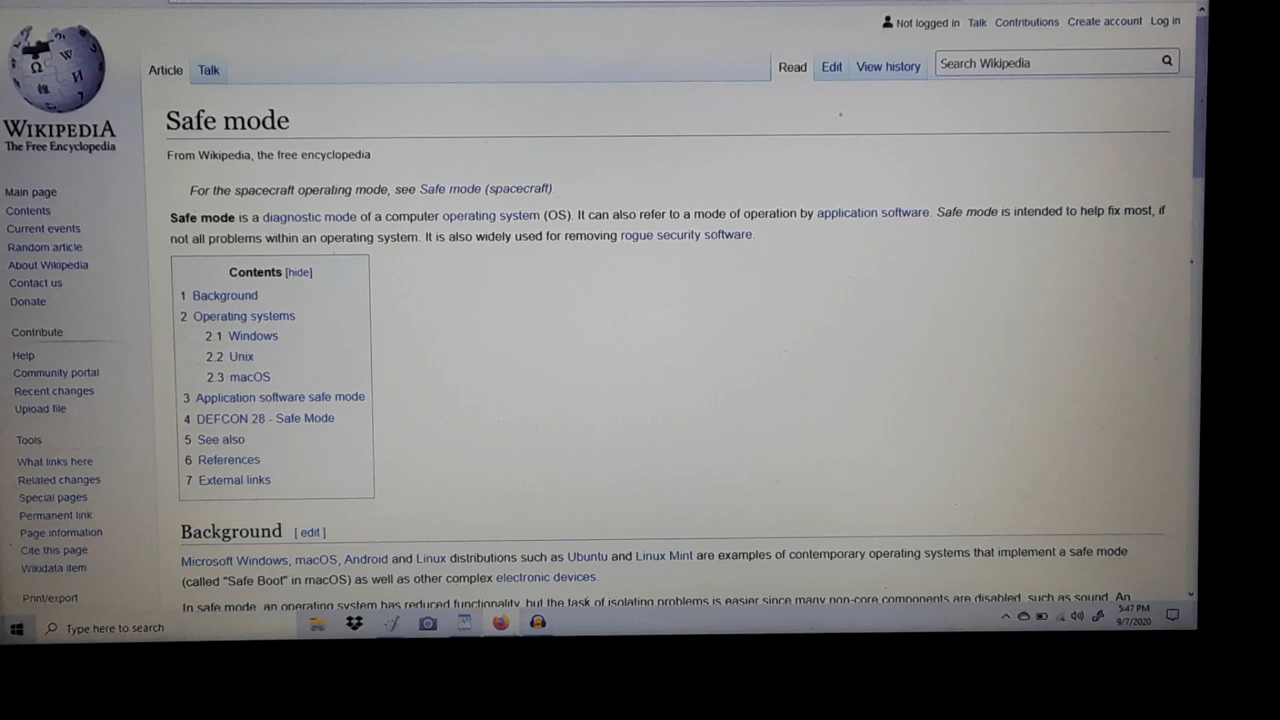 Not logged in Talk Contributions Create account Log in
Article Talk Read Edit View history Search Wikipedia
WIKIPEDIA
The Free Encyclopedia
Safe mode
From Wikipedia, the free encyclopedia
For the spacecraft operating mode, see Safe mode (spacecraft).
Safe mode is a diagnostic mode of a computer operating system (OS). It can also refer to a mode of operation by application software. Safe mode is intended to help fix most, if
not all problems within an operating system. It is also widely used for removing rogue security software.
Main page
Contents
Current events
Random article
About Wikipedia
Contact us
Donate
Contribute
Help
Community portal
Recent changes
Upload file
Tools
What links here
Related changes
Special pages
Permanent link
Page information
Cite this page
Wikidata item
Print/export
Contents [hide]
1 Background
2 Operating systems
2.1 Windows
2.2 Unix
2.3 macOS
3 Application software safe mode
4 DEFCON 28 - Safe Mode
5 See also
6 References
7 External links
Background [ edit ]
Microsoft Windows, macOS, Android and Linux distributions such as Ubuntu and Linux Mint are examples of contemporary operating systems that implement a safe mode
(called "Safe Boot" in macOS) as well as other complex electronic devices.
In safe mode, an operating system has reduced functionality, but the task of isolating problems is easier since many non-core components are disabled, such as sound. An
Type here to search
5:47 PM
9/7/2020